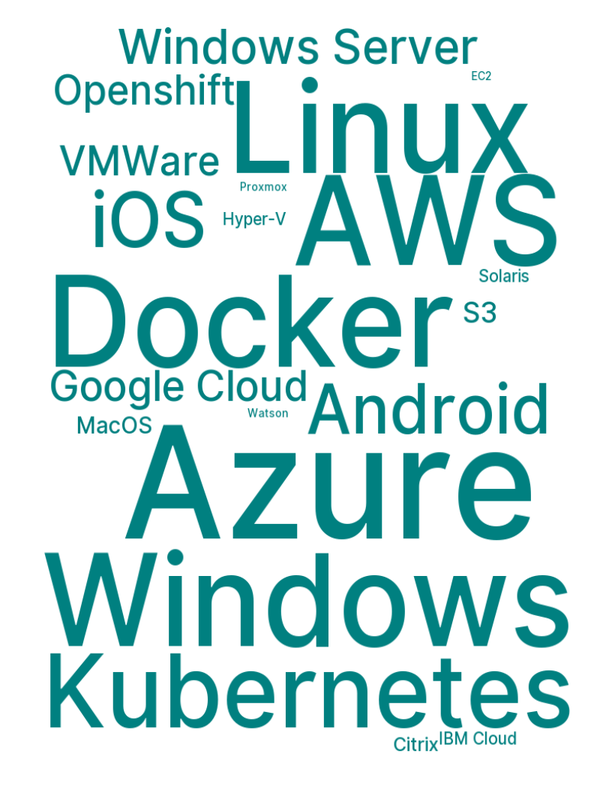 Windows Server
EC2
Openshift
Linux
VMWare
Proxmox
AWS
iOS
Hyper-V
Solaris
Docker
S3
Google Cloud
Android
Watson
MacOS
Azure
Windows
Kubernetes
Citrix
IBM Cloud